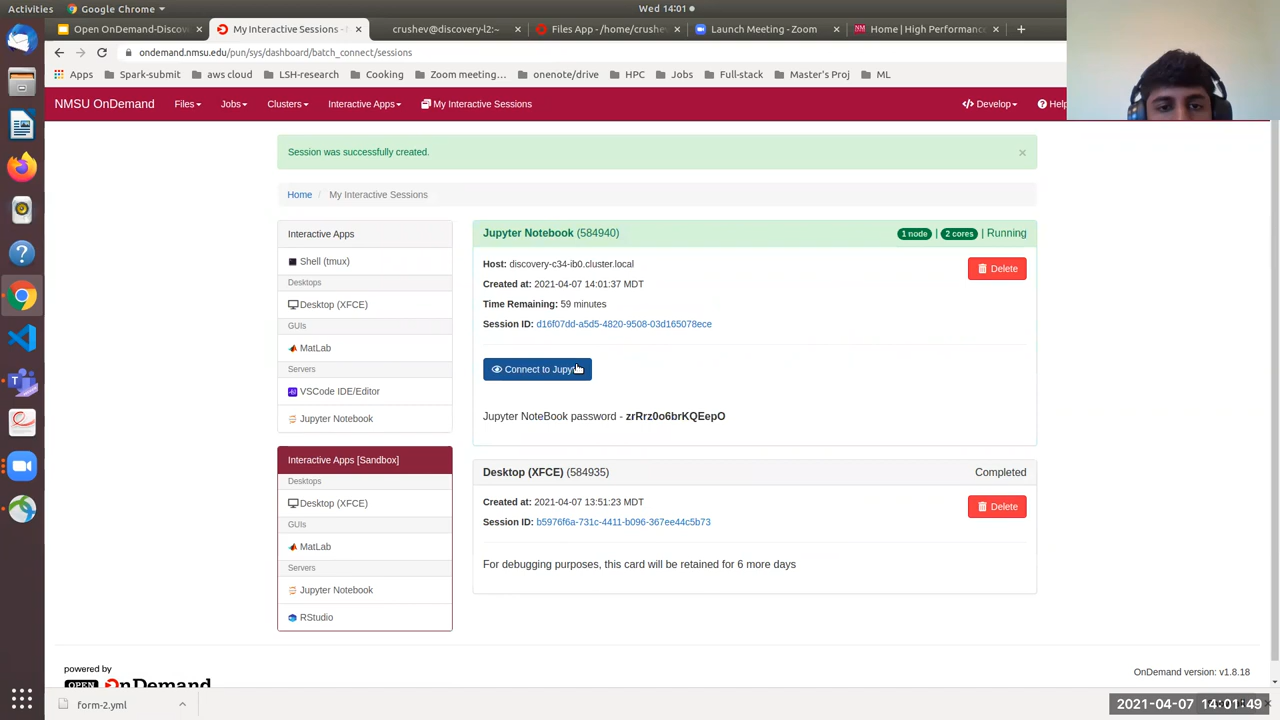 Activities
Google Chrome
Wed 14:01
Open OnDemand-Discov
My Interactive Sessions -
crushev@discovery-l2:~
Files App - /home/crushev
Launch Meeting - Zoom
Home | High Performance
ondemand.nmsu.edu/pun/sys/dashboard/batch_connect/sessions
Apps
Spark-submit
aws cloud
LSH-research
Cooking
Zoom meeting...
onenote/drive
HPC
Jobs
Full-stack
Master's Proj
ML
NMSU OnDemand
Files
Jobs
Clusters
Interactive Apps
My Interactive Sessions
Develop
Help
Session was successfully created.
×
Home / My Interactive Sessions
Interactive Apps
Shell (tmux)
Desktops
Desktop (XFCE)
GUIs
MatLab
Servers
VSCode IDE/Editor
Jupyter Notebook
Interactive Apps [Sandbox]
Desktops
Desktop (XFCE)
GUIs
MatLab
Servers
Jupyter Notebook
RStudio
Jupyter Notebook (584940)
1 node | 2 cores | Running
Host: discovery-c34-ib0.cluster.local
Delete
Created at: 2021-04-07 14:01:37 MDT
Time Remaining: 59 minutes
Session ID: d16f07dd-a5d5-4820-9508-03d165078ece
Connect to Jupyt
Jupyter NoteBook password - zrRrz0o6brKQEepO
Desktop (XFCE) (584935)
Completed
Created at: 2021-04-07 13:51:23 MDT
Delete
Session ID: b5976f6a-731c-4411-b096-367ee44c5b73
For debugging purposes, this card will be retained for 6 more days
powered by
OPEN OnDemand
OnDemand version: v1.8.18
form-2.yml
2021-04-07 14:01:49